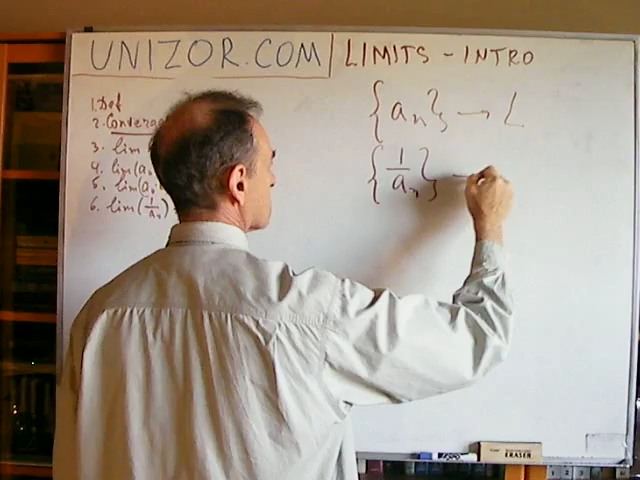 UNIZOR.COM | LIMITS - INTRO
1. Def
2. Converg
3. lim
4. lim(a
5. lim(a
6. lim(1/aₙ)
{aₙ} → L
{1/aₙ} →
ERASER